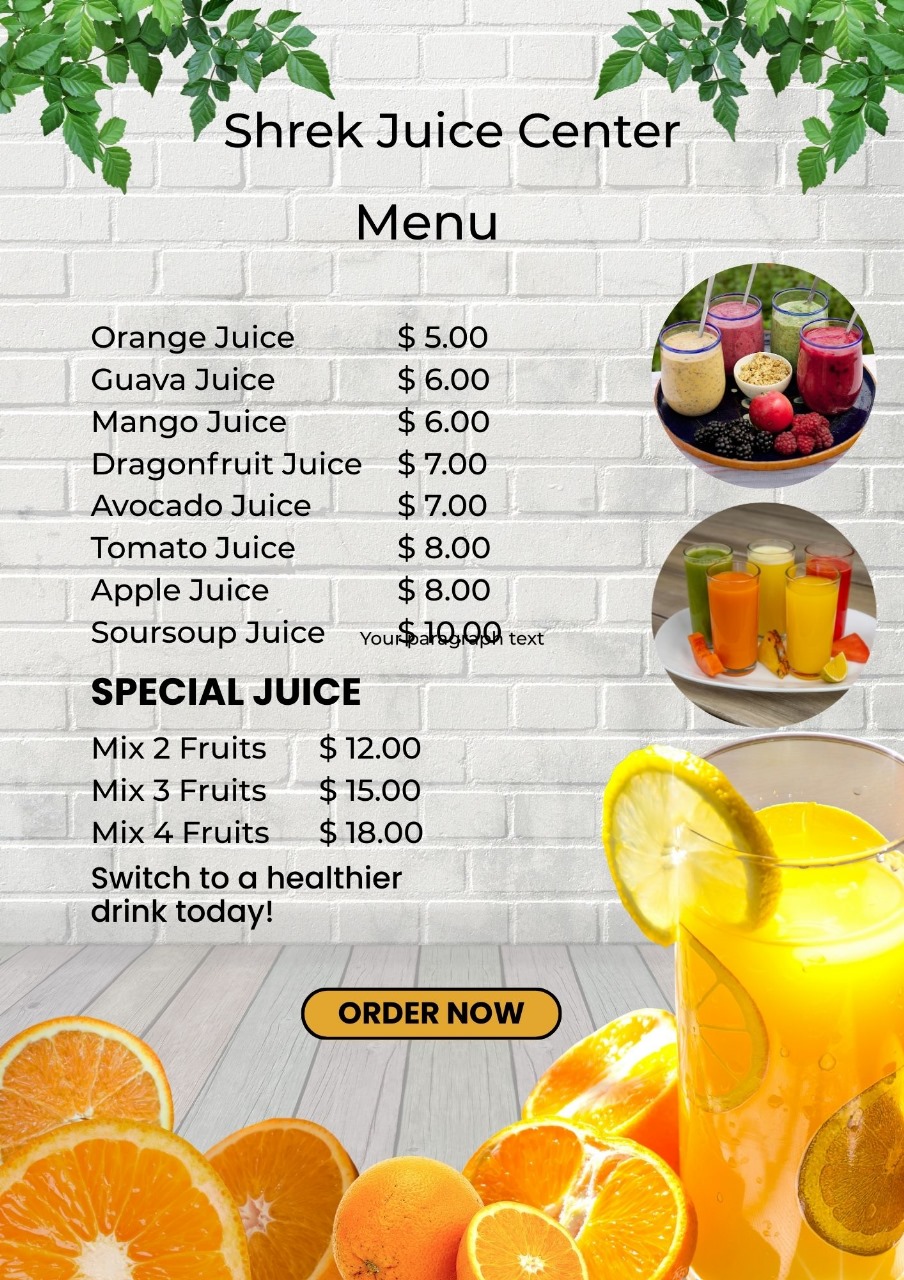 Shrek Juice Center
Menu
Orange Juice $ 5.00
Guava Juice $ 6.00
Mango Juice $ 6.00
Dragonfruit Juice $ 7.00
Avocado Juice $ 7.00
Tomato Juice $ 8.00
Apple Juice $ 8.00
Soursoup Juice $ 10.00
Your paragraph text
SPECIAL JUICE
Mix 2 Fruits $ 12.00
Mix 3 Fruits $ 15.00
Mix 4 Fruits $ 18.00
Switch to a healthier
drink today!
ORDER NOW